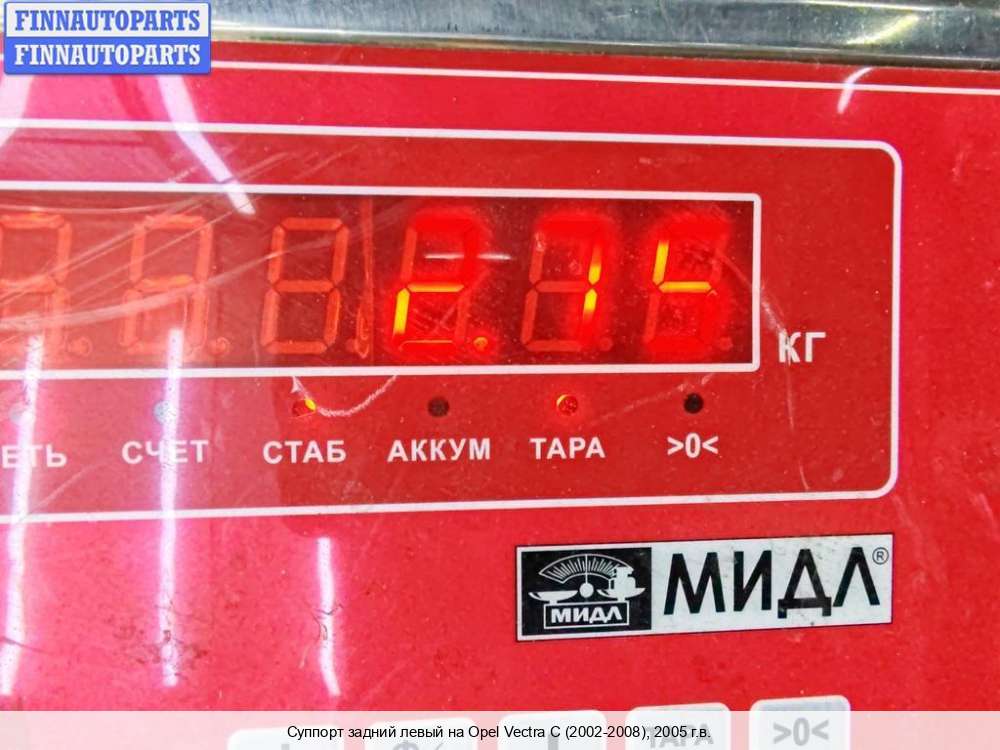 FINNAUTOPARTS
FINNAUTOPARTS
КГ
СЧЕТ СТАБ АККУМ ТАРА >0<
МИДЛ МИДЛ®
ТАРА >0<
Суппорт задний левый на Opel Vectra C (2002-2008), 2005 г.в.